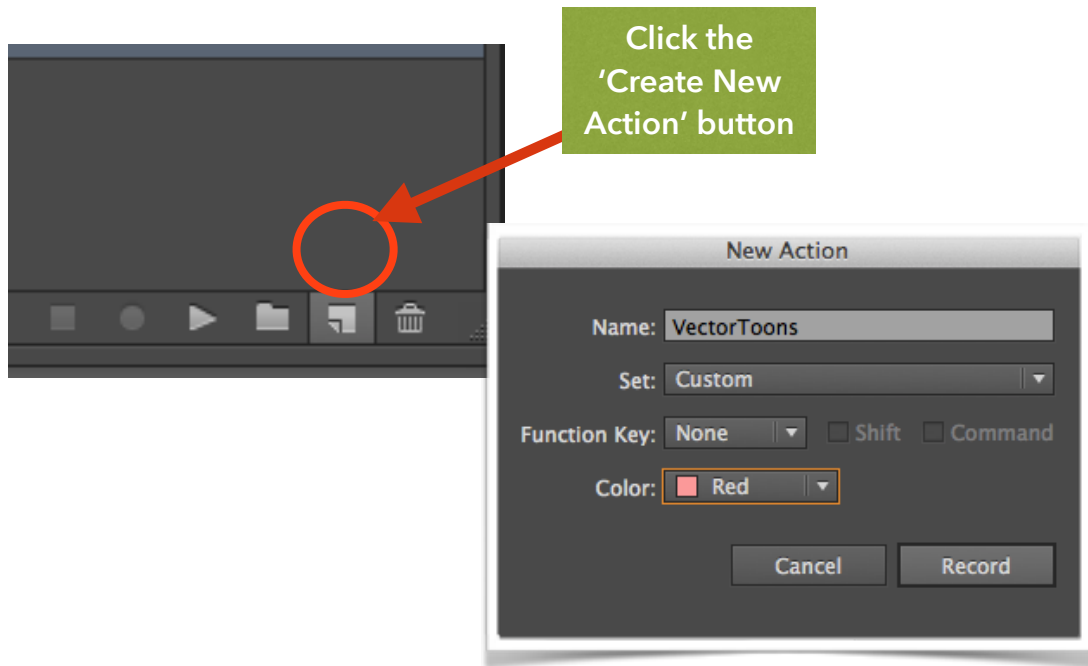 Click the
‘Create New
Action’ button
New Action
Name: VectorToons
Set: Custom
Function Key: None Shift Command
Color: Red
Cancel Record